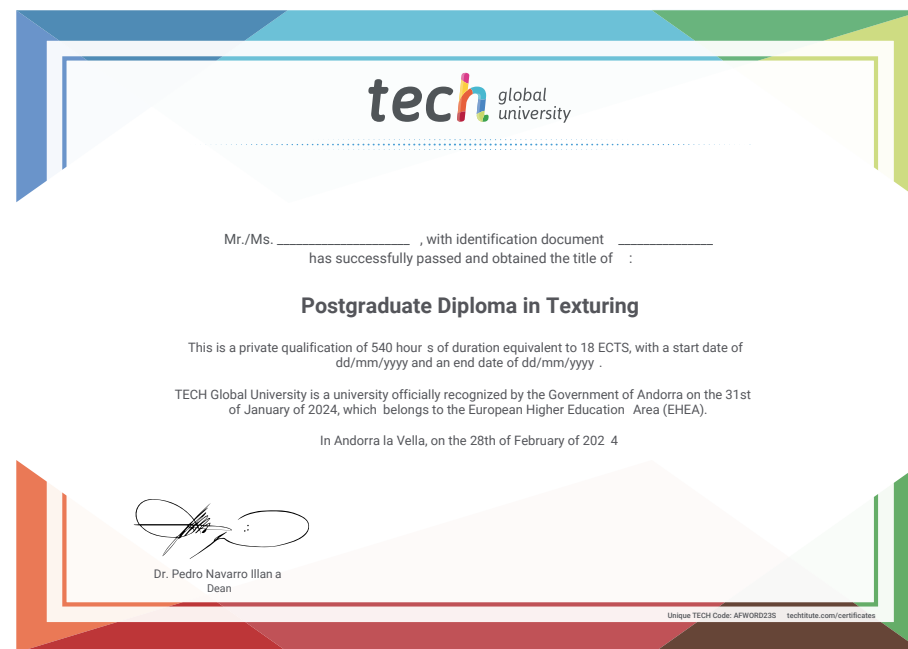 tech global
university
Mr./Ms. _____________________ , with identification document _______________
has successfully passed and obtained the title of :
Postgraduate Diploma in Texturing
This is a private qualification of 540 hour s of duration equivalent to 18 ECTS, with a start date of
dd/mm/yyyy and an end date of dd/mm/yyyy .
TECH Global University is a university officially recognized by the Government of Andorra on the 31st
of January of 2024, which belongs to the European Higher Education Area (EHEA).
In Andorra la Vella, on the 28th of February of 202 4
Dr. Pedro Navarro Illan a
Dean
Unique TECH Code: AFWORD23S techtitute.com/certificates